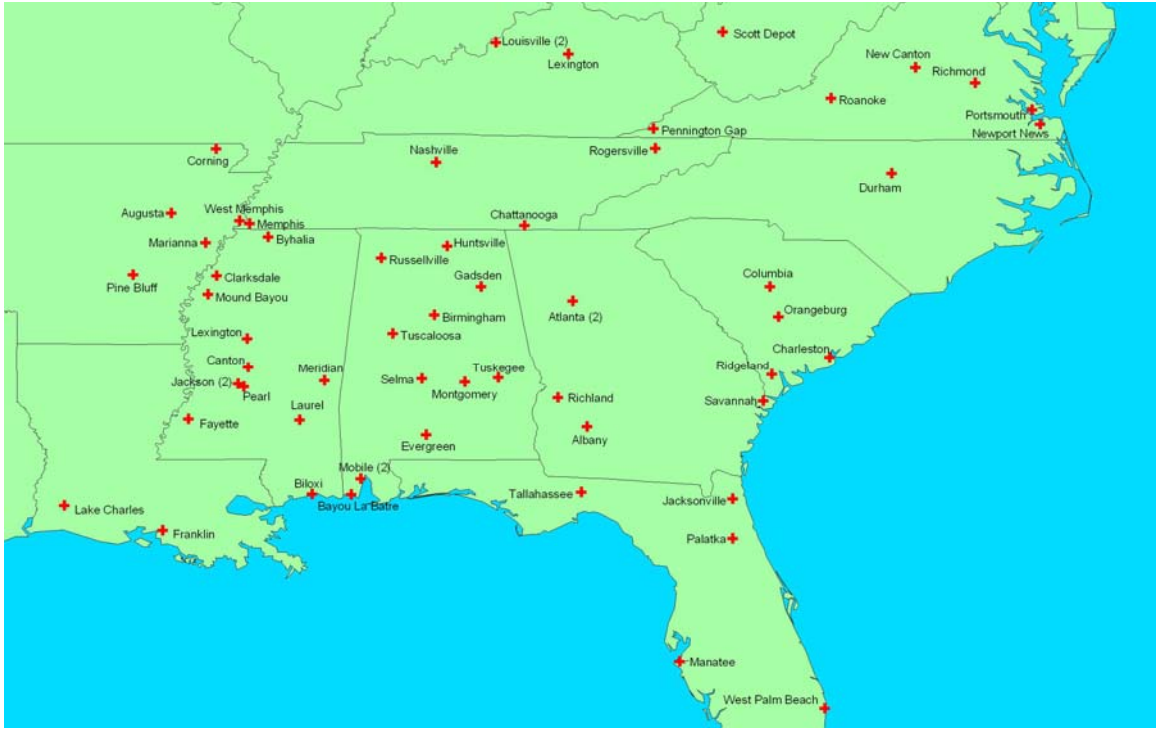 Scott Depot
Louisville (2)
Lexington
New Canton
Richmond
Roanoke
Portsmouth
Newport News
Pennington Gap
Corning
Nashville
Rogersville
Durham
Augusta
West Memphis
Memphis
Chattanooga
Marianna
Byhalia
Huntsville
Russellville
Pine Bluff
Clarksdale
Gadsden
Columbia
Mound Bayou
Birmingham
Atlanta (2)
Orangeburg
Lexington
Tuscaloosa
Charleston
Canton
Meridian
Tuskegee
Ridgeland
Jackson (2)
Selma
Pearl
Montgomery
Richland
Savannah
Laurel
Fayette
Albany
Evergreen
Mobile (2)
Biloxi
Tallahassee
Jacksonville
Lake Charles
Bayou La Batre
Franklin
Palatka
Manatee
West Palm Beach